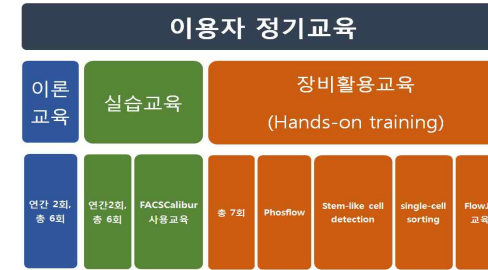 이용자 정기교육
이론
교육
실습교육
장비활용교육
(Hands-on training)
연간 2회,
총 6회
연간2회,
총 6회
FACSCalibur
사용교육
총 7회
Phosflow
Stem-like cell
detection
single-cell
sorting
교육